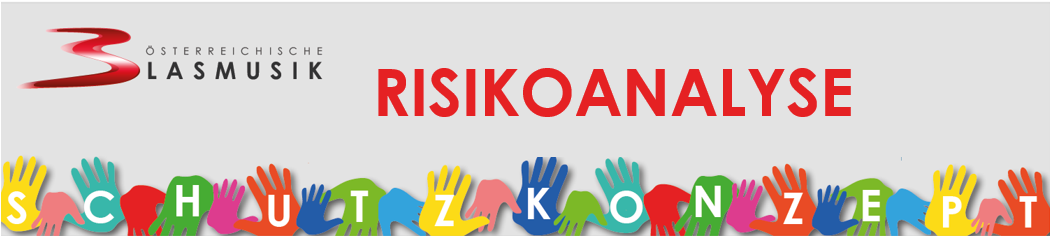 ÖSTERREICHISCHE
BLASMUSIK
RISIKOANALYSE
SCHUTZKONZEPT